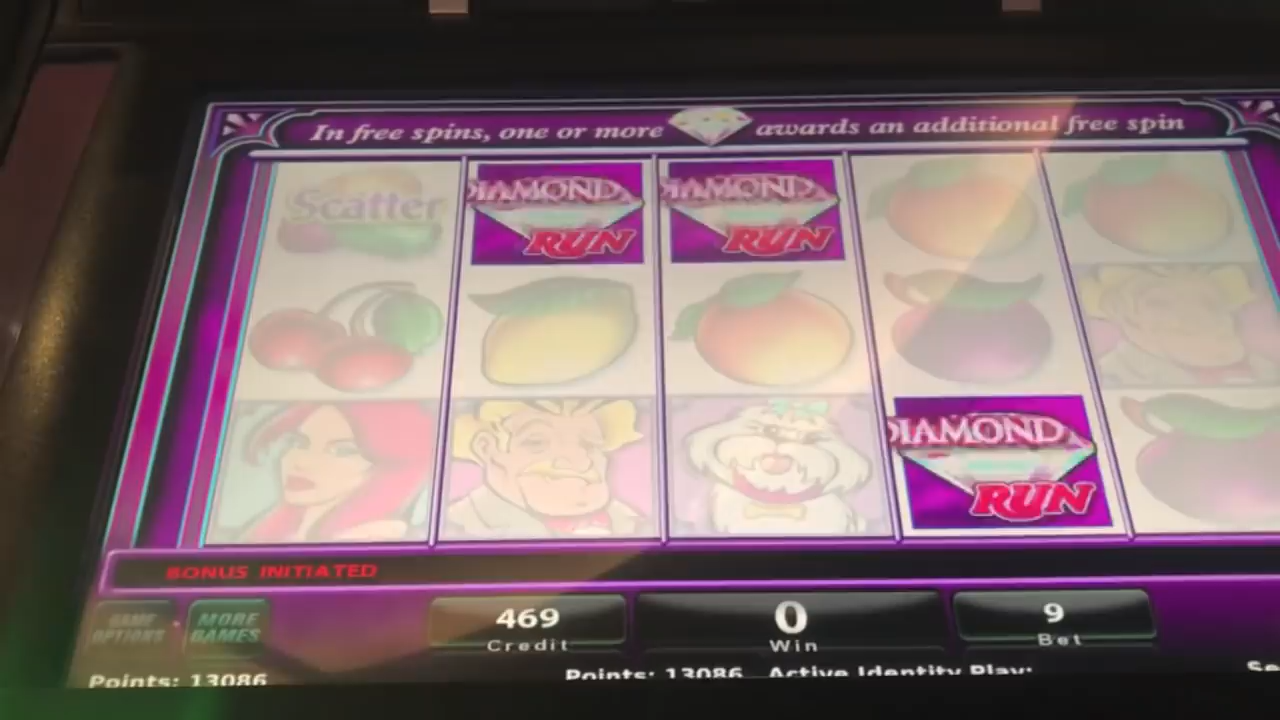 In free spins, one or more awards an additional free spin
Scatter
DIAMOND
RUN
DIAMOND
RUN
DIAMOND
RUN
BONUS INITIATED
GAME
OPTIONS
MORE
GAMES
469
Credit
0
Win
9
Bet
Points: 13086
Points: 13086 Active Identity Play:
Se